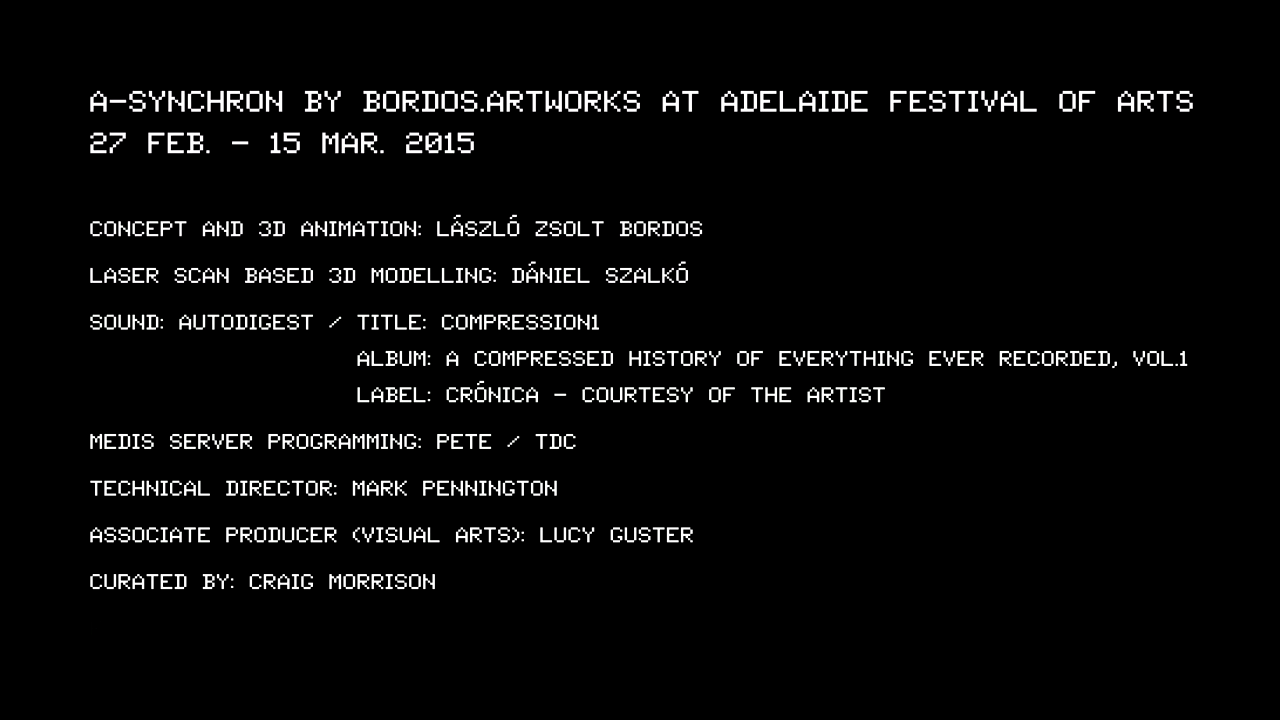 A-SYNCHRON BY BORDOS.ARTWORKS AT ADELAIDE FESTIVAL OF ARTS
27 FEB. - 15 MAR. 2015
CONCEPT AND 3D ANIMATION: LÁSZLÓ ZSOLT BORDOS
LASER SCAN BASED 3D MODELLING: DÁNIEL SZALKÓ
SOUND: AUTODIGEST / TITLE: COMPRESSION1
ALBUM: A COMPRESSED HISTORY OF EVERYTHING EVER RECORDED, VOL.1
LABEL: CRÓNICA - COURTESY OF THE ARTIST
MEDIS SERVER PROGRAMMING: PETE / TDC
TECHNICAL DIRECTOR: MARK PENNINGTON
ASSOCIATE PRODUCER (VISUAL ARTS): LUCY GUSTER
CURATED BY: CRAIG MORRISON